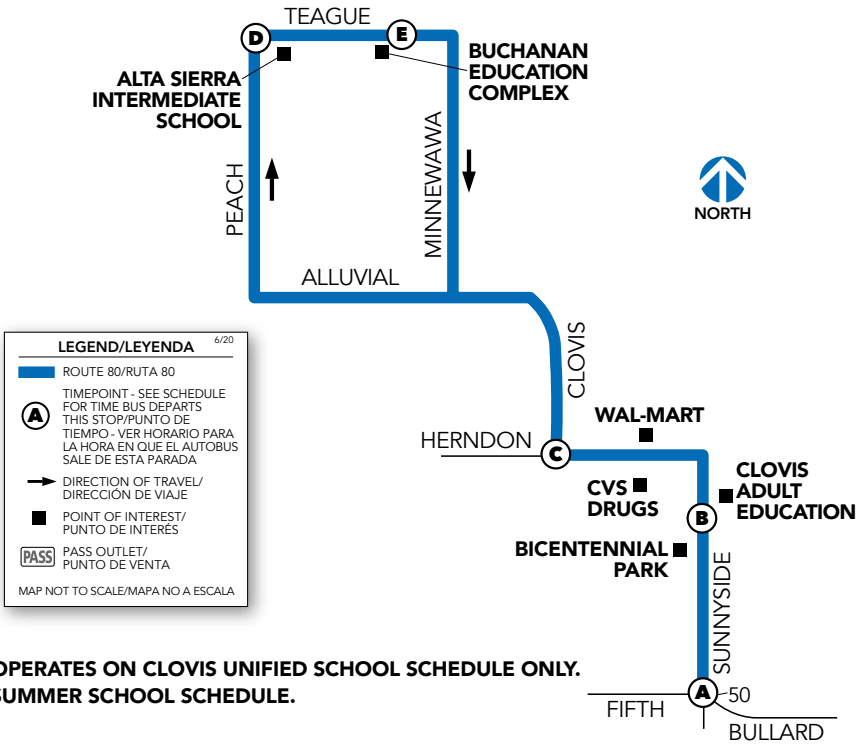 TEAGUE
D
E
BUCHANAN
EDUCATION
COMPLEX
ALTA SIERRA
INTERMEDIATE
SCHOOL
PEACH
MINNEWAWA
NORTH
ALLUVIAL
CLOVIS
LEGEND/LEYENDA 6/20
ROUTE 80/RUTA 80
A
TIMEPOINT - SEE SCHEDULE
FOR TIME BUS DEPARTS
THIS STOP/PUNTO DE
TIEMPO - VER HORARIO PARA
LA HORA EN QUE EL AUTOBUS
SALE DE ESTA PARADA
DIRECTION OF TRAVEL/
DIRECCIÓN DE VIAJE
POINT OF INTEREST/
PUNTO DE INTERÉS
PASS
PASS OUTLET/
PUNTO DE VENTA
MAP NOT TO SCALE/MAPA NO A ESCALA
WAL-MART
HERNDON
C
CVS
DRUGS
CLOVIS
ADULT
EDUCATION
B
BICENTENNIAL
PARK
SUNNYSIDE
OPERATES ON CLOVIS UNIFIED SCHOOL SCHEDULE ONLY.
SUMMER SCHOOL SCHEDULE.
A
50
FIFTH
BULLARD